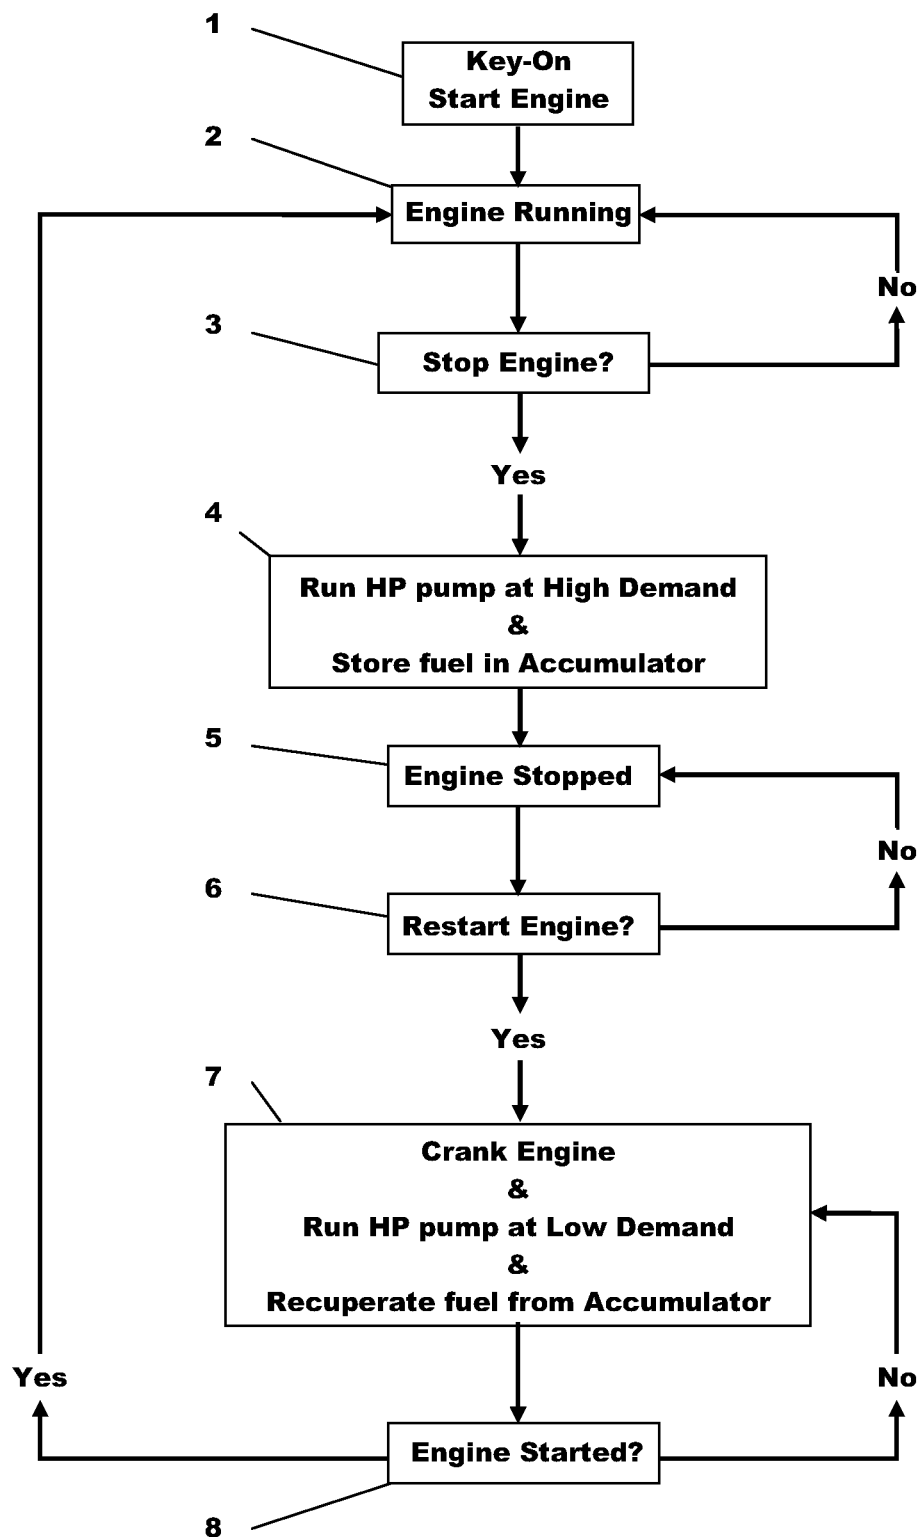 1
Key-On
Start Engine
2
Engine Running
No
3
Stop Engine?
Yes
4
Run HP pump at High Demand
&
Store fuel in Accumulator
5
Engine Stopped
No
6
Restart Engine?
Yes
7
Crank Engine
&
Run HP pump at Low Demand
&
Recuperate fuel from Accumulator
Yes
No
Engine Started?
8